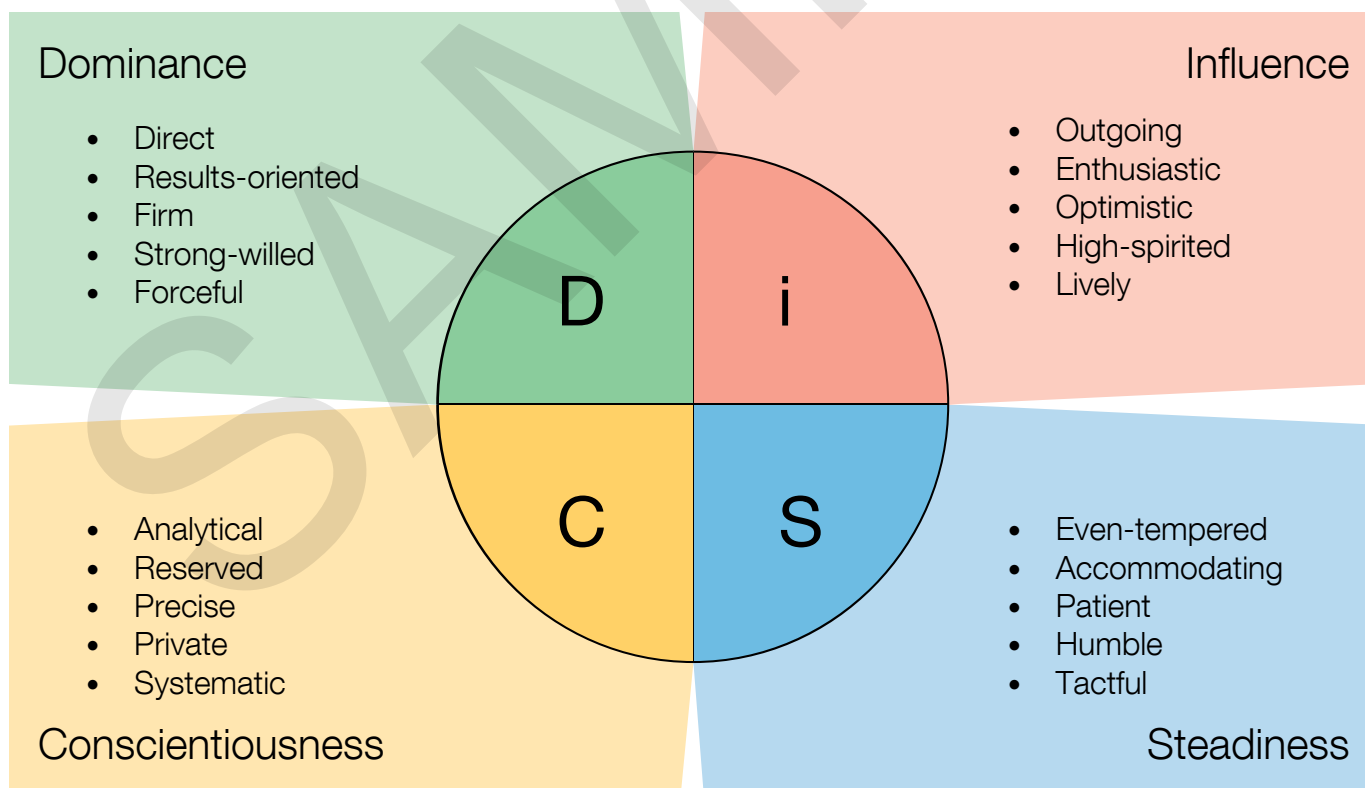 Dominance
• Direct
• Results-oriented
• Firm
• Strong-willed
• Forceful
Influence
• Outgoing
• Enthusiastic
• Optimistic
• High-spirited
• Lively
D
i
C
S
• Analytical
• Reserved
• Precise
• Private
• Systematic
Conscientiousness
• Even-tempered
• Accommodating
• Patient
• Humble
• Tactful
Steadiness